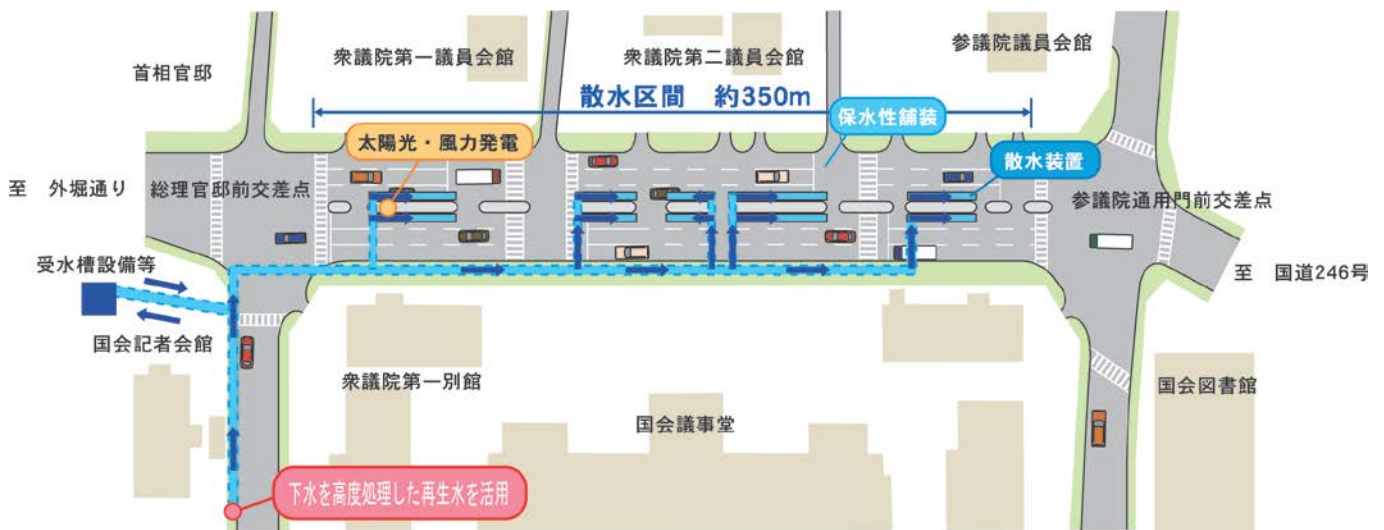 首相官邸
衆議院第一議員会館
衆議院第二議員会館
参議院議員会館
散水区間 約350m
保水性舗装
太陽光・風力発電
散水装置
至 外堀通り
総理官邸前交差点
参議院通用門前交差点
受水槽設備等
至 国道246号
国会記者会館
衆議院第一別館
国会図書館
国会議事堂
下水を高度処理した再生水を活用